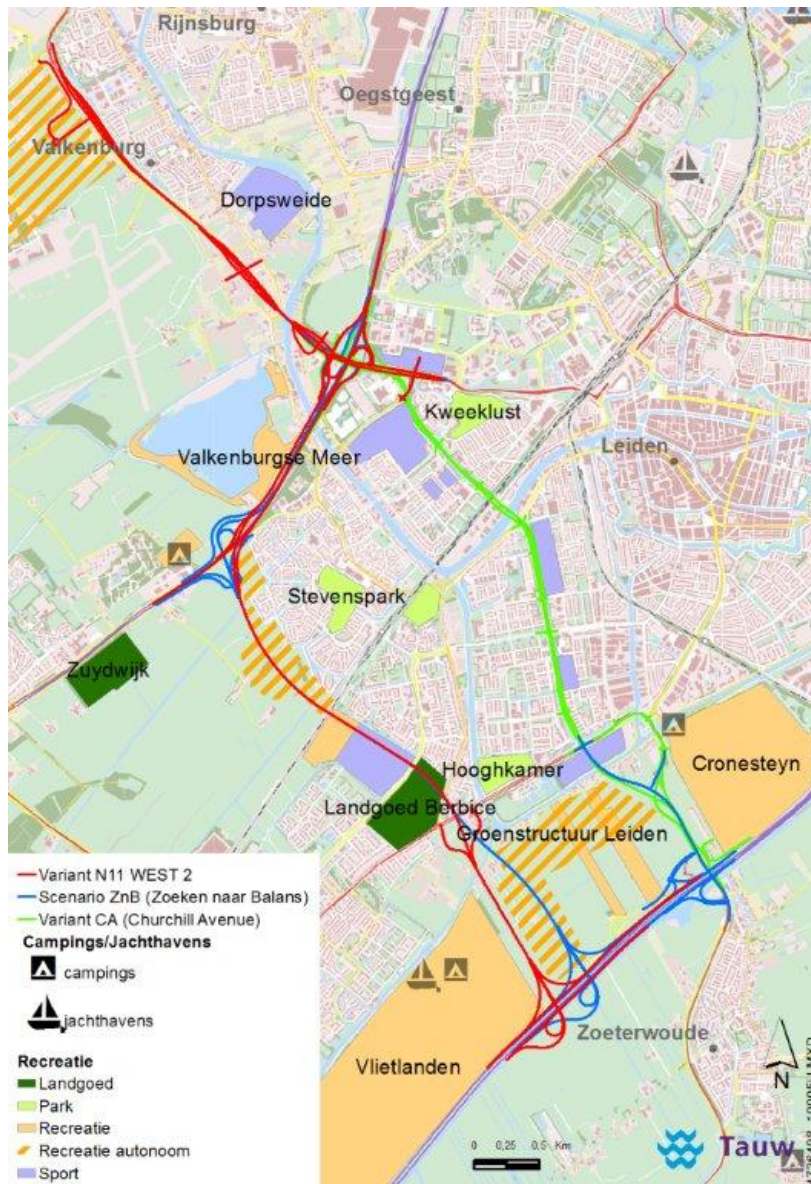 Rijnsburg
Oegstgeest
Valkenburg
Dorpsweide
Kweeklust
Leiden
Valkenburgse Meer
Stevenspark
Zuydwijk
Hooghkamer
Cronesteyn
Landgoed Berbice
Groenstructuur Leiden
Variant N11 WEST 2
Scenario ZnB (Zoeken naar Balans)
Variant CA (Churchill Avenue)
Campings/Jachthavens
campings
jachthavens
Vlietlanden
Zoeterwoude
N
Recreatie
Landgoed
Park
Recreatie
Recreatie autonoom
Sport
0 0,25 0,5 Km
Tauw